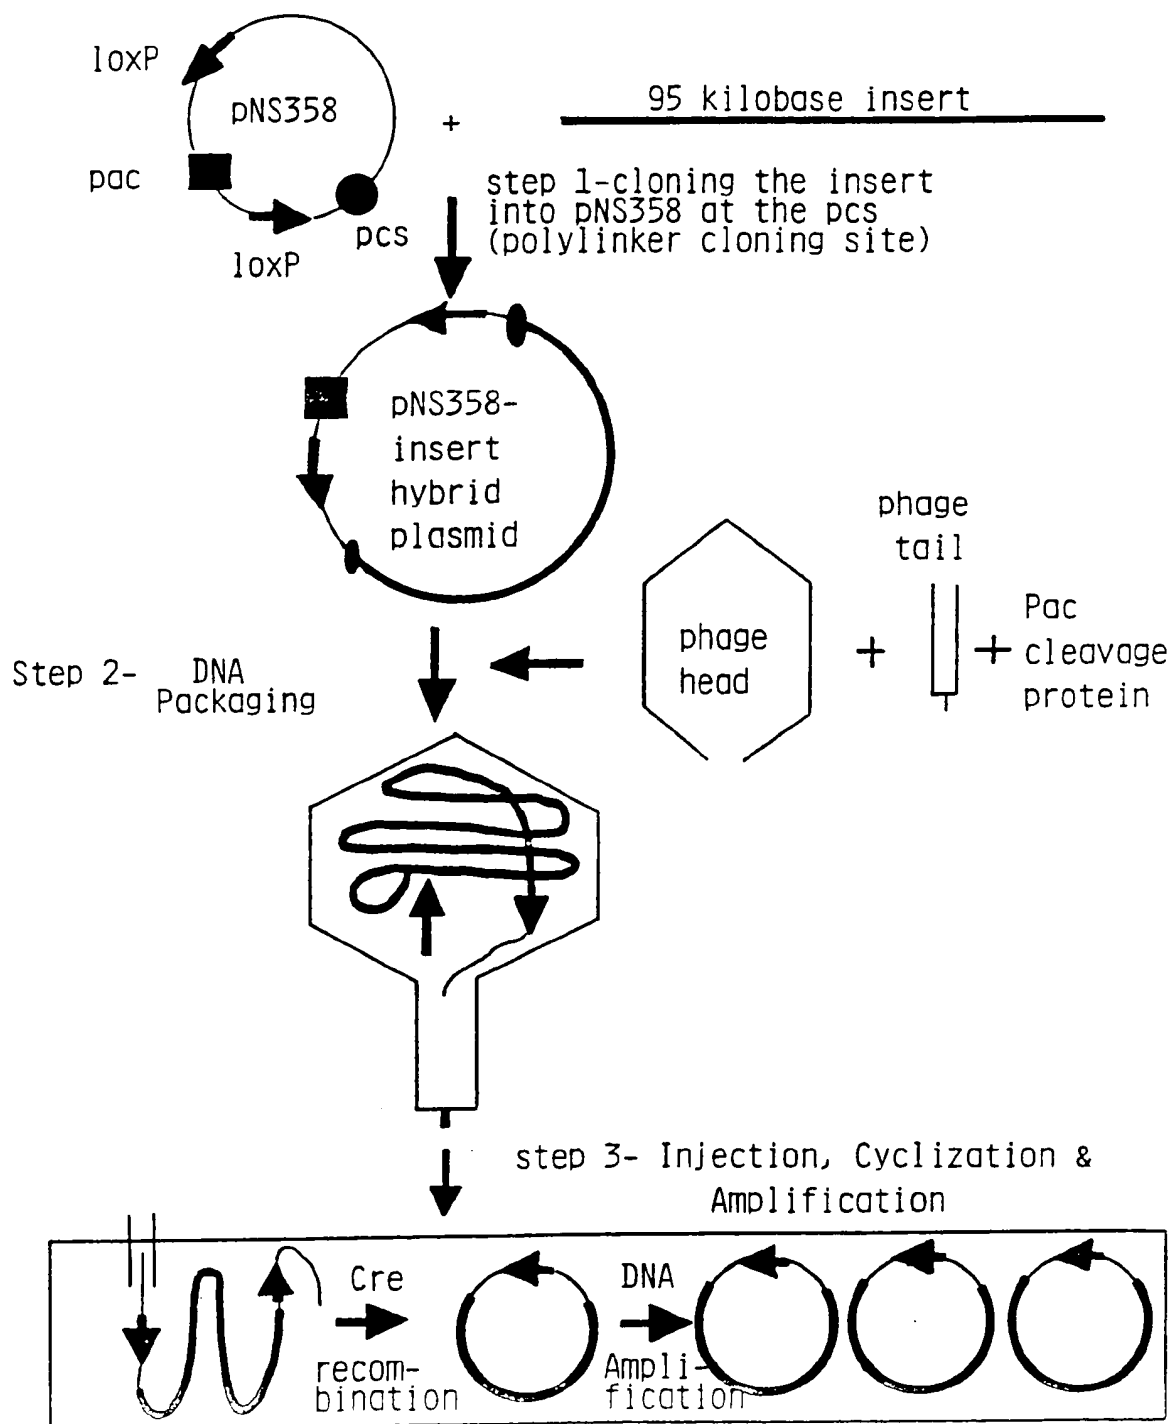 loxP
pNS358
+
95 kilobase insert
pac
loxP
pcs
step 1-cloning the insert
into pNS358 at the pcs
(polylinker cloning site)
pNS358-
insert
hybrid
plasmid
phage
head
+
phage
tail
+
Pac
cleavage
protein
Step 2- DNA
Packaging
step 3- Injection, Cyclization &
Amplification
Cre
recom-
bination
DNA
Ampli-
fication